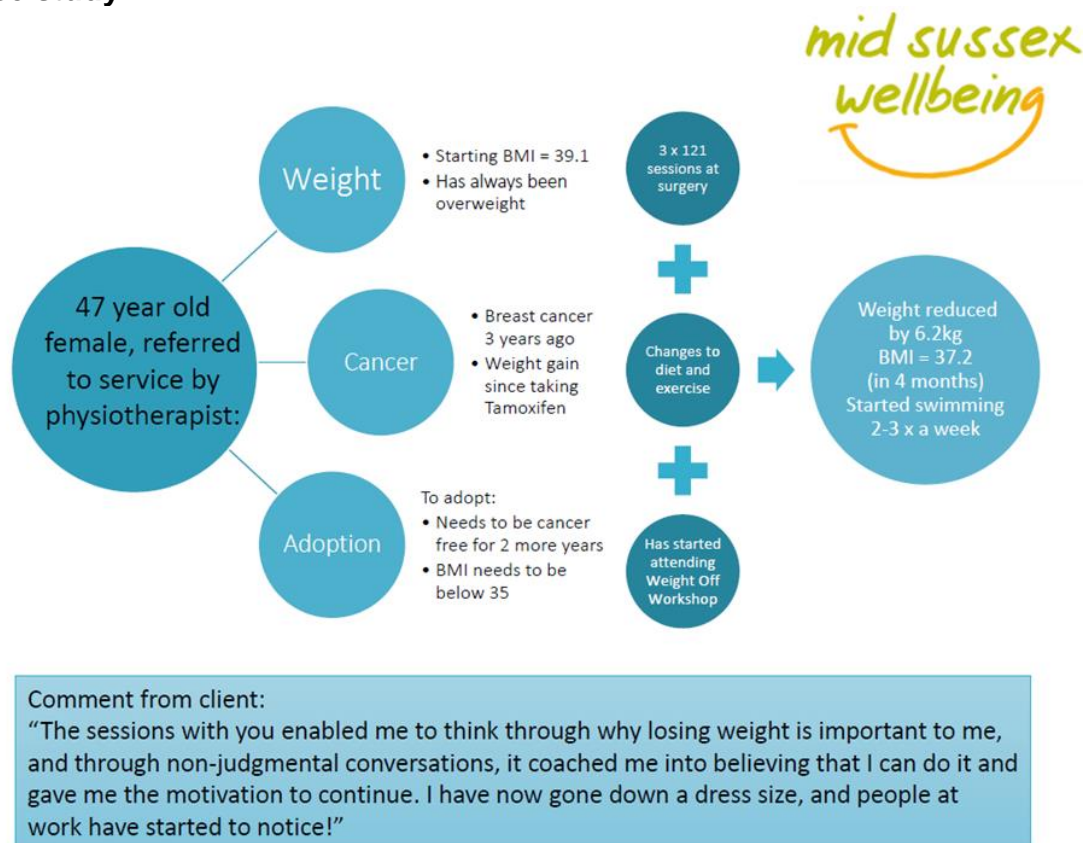 mid sussex
wellbeing
47 year old
female, referred
to service by
physiotherapist:
Weight
• Starting BMI = 39.1
• Has always been
overweight
Cancer
• Breast cancer
3 years ago
• Weight gain
since taking
Tamoxifen
Adoption
To adopt:
• Needs to be cancer
free for 2 more years
• BMI needs to be
below 35
3 x 121
sessions at
surgery
Changes to
diet and
exercise
Has started
attending
Weight Off
Workshop
Weight reduced
by 6.2kg
BMI = 37.2
(in 4 months)
Started swimming
2-3 x a week
Comment from client:
“The sessions with you enabled me to think through why losing weight is important to me,
and through non-judgmental conversations, it coached me into believing that I can do it and
gave me the motivation to continue. I have now gone down a dress size, and people at
work have started to notice!”